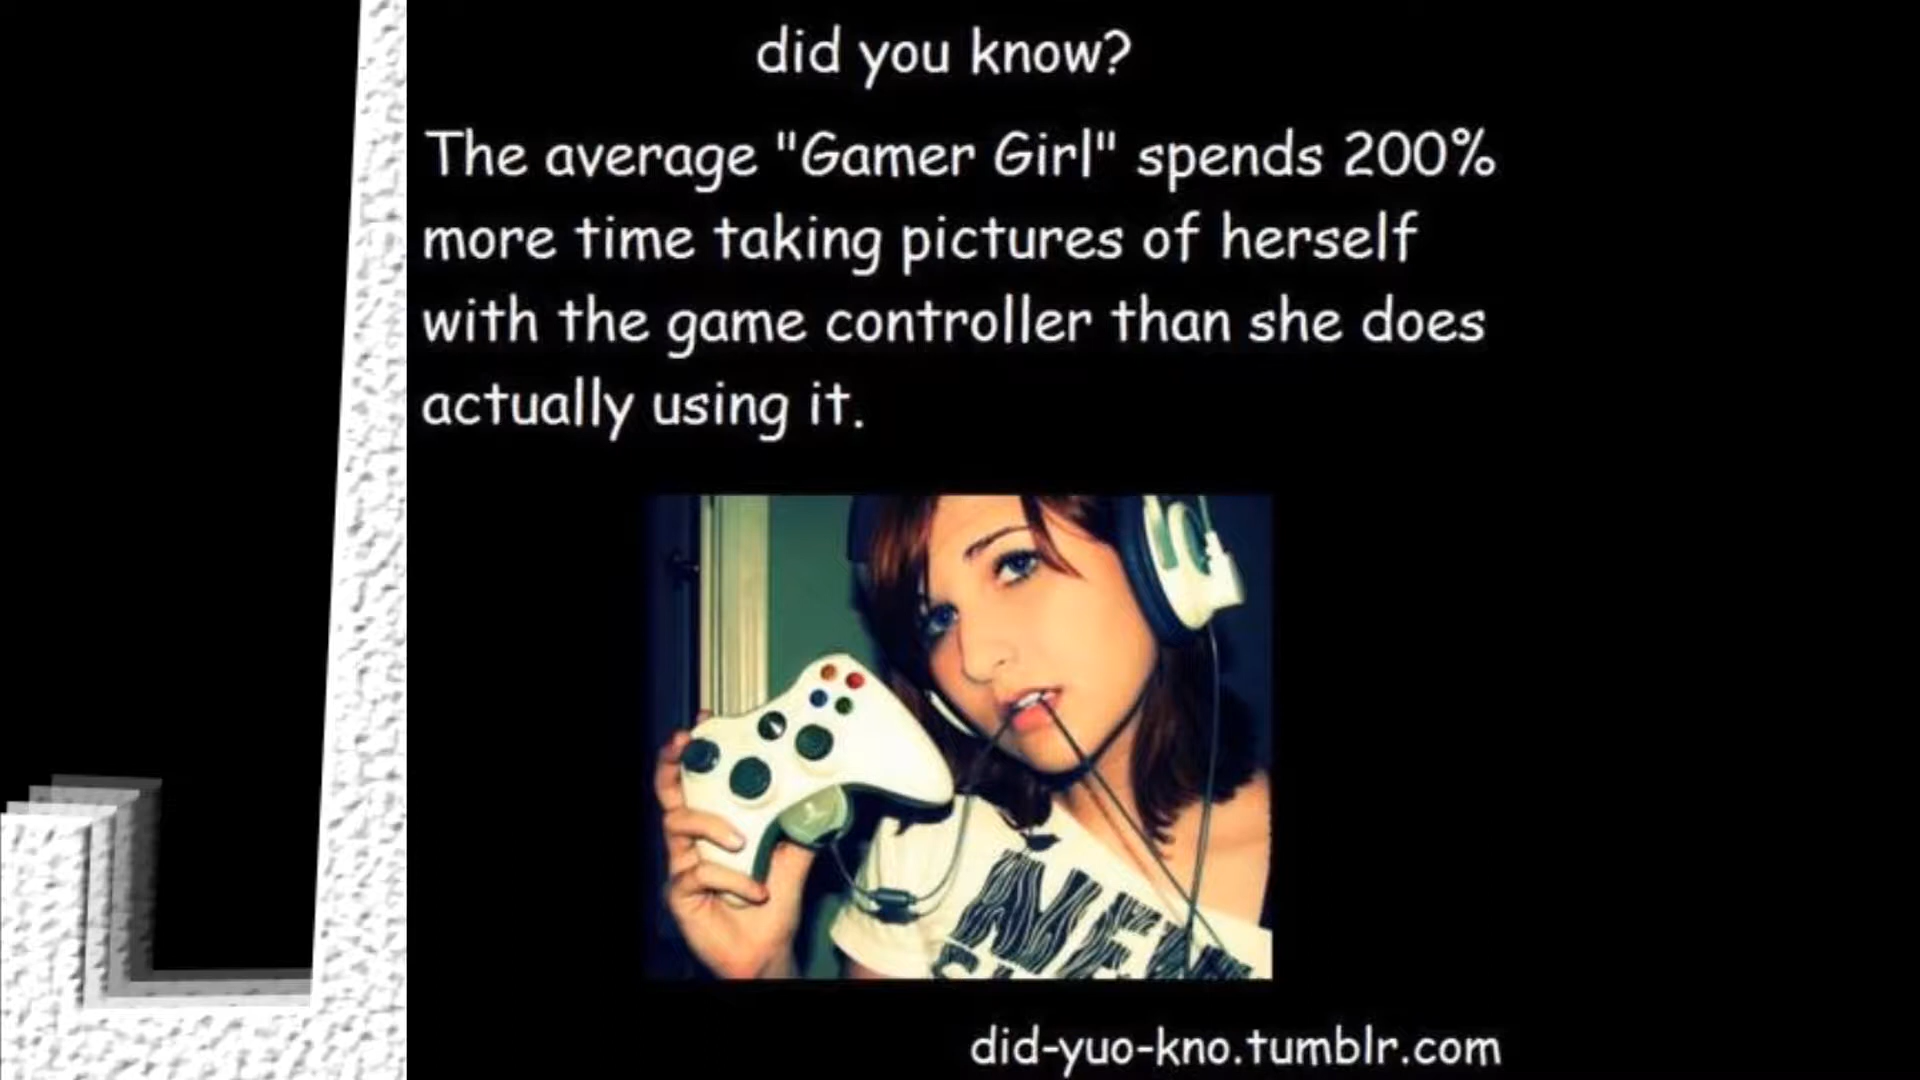 did you know?
The average "Gamer Girl" spends 200%
more time taking pictures of herself
with the game controller than she does
actually using it.
did-yuo-kno.tumblr.com